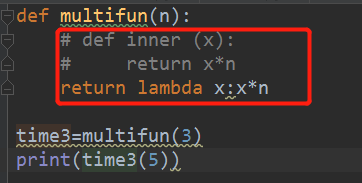 def multifun(n):
    # def inner (x):
    #     return x*n
    return lambda x:x*n
time3=multifun(3)
print(time3(5))